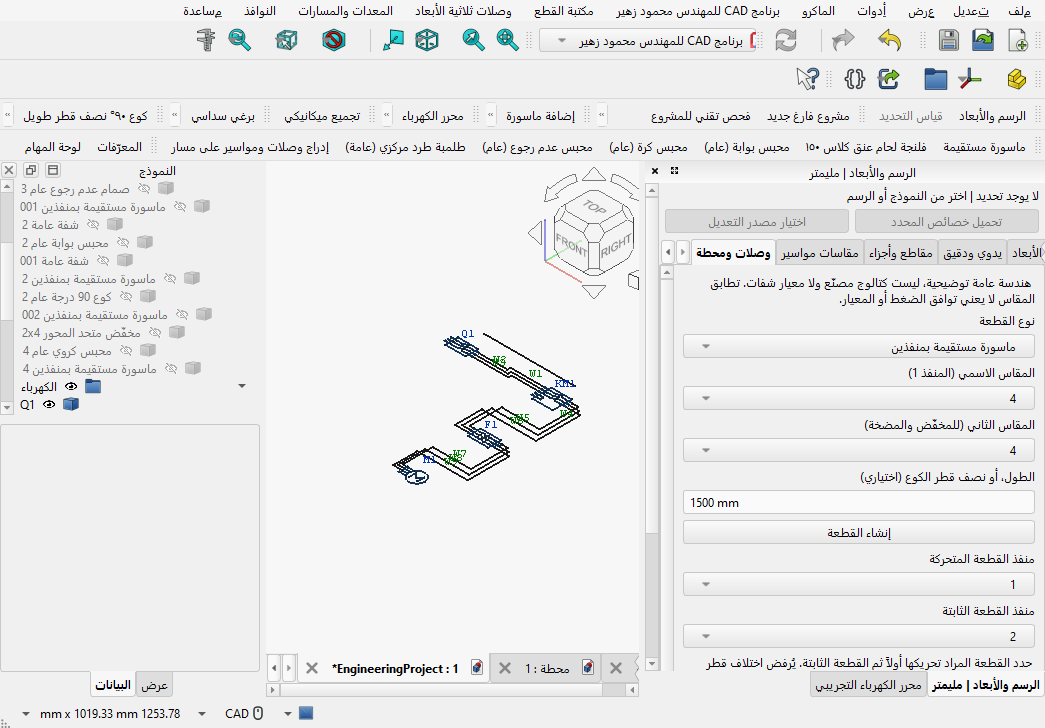 ملف تعديل عرض أدوات الماكرو برنامج CAD للمهندس محمود زهير مكتبة القطع وصلات ثلاثية الأبعاد المعدات والمسارات النوافذ مساعدة
برنامج CAD للمهندس محمود زهير
الرسم والأبعاد قياس التحديد مشروع فارغ جديد فحص تقني للمشروع « إضافة ماسورة « محرر الكهرباء « تجميع ميكانيكي برغي سداسي « كوع ٩٠° نصف قطر طويل «
ماسورة مستقيمة فلنجة لحام عنق كلاس ١٥٠ محبس بوابة (عام) محبس كرة (عام) محبس عدم رجوع (عام) طلمبة طرد مركزي (عامة) إدراج وصلات ومواسير على مسار المعرّفات لوحة المهام
الرسم والأبعاد | مليمتر
لا يوجد تحديد | اختر من النموذج أو الرسم
تحميل خصائص المحدد
اختيار مصدر التعديل
الأبعاد
يدوي ودقيق
مقاطع وأجزاء
مقاسات مواسير
وصلات ومحطة
هندسة عامة توضيحية، ليست كتالوج مصنّع ولا معيار شفات. تطابق
المقاس لا يعني توافق الضغط أو المعيار.
نوع القطعة
ماسورة مستقيمة بمنفذين
المقاس الاسمي (المنفذ 1)
4
المقاس الثاني (للمخفّض والمضخة)
4
الطول، أو نصف قطر الكوع (اختياري)
1500 mm
إنشاء القطعة
منفذ القطعة المتحركة
1
منفذ القطعة الثابتة
2
حدد القطعة المراد تحريكها أولاً ثم القطعة الثابتة. يُرفض اختلاف قطر
الرسم والأبعاد | مليمتر
محرر الكهرباء التجريبي
TOP
FRONT
RIGHT
Q1
W1
KM1
F1
M1
محطة : 1
EngineeringProject : 1*
النموذج
صمام عدم رجوع عام 3
ماسورة مستقيمة بمنفذين 001
شفة عامة 2
محبس بوابة عام 2
شفة عامة 001
ماسورة مستقيمة بمنفذين 2
كوع 90 درجة عام 2
ماسورة مستقيمة بمنفذين 002
مخفّض متحد المحور 2x4
محبس كروي عام 4
ماسورة مستقيمة بمنفذين 4
الكهرباء
Q1
عرض
البيانات
CAD
mm x 1019.33 mm 1253.78